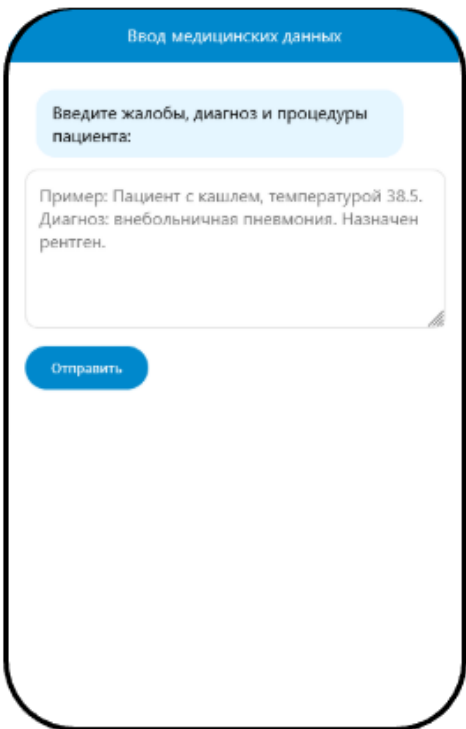 Ввод медицинских данных
Введите жалобы, диагноз и процедуры
пациента:
Пример: Пациент с кашлем, температурой 38.5.
Диагноз: внебольничная пневмония. Назначен
рентген.
Отправить